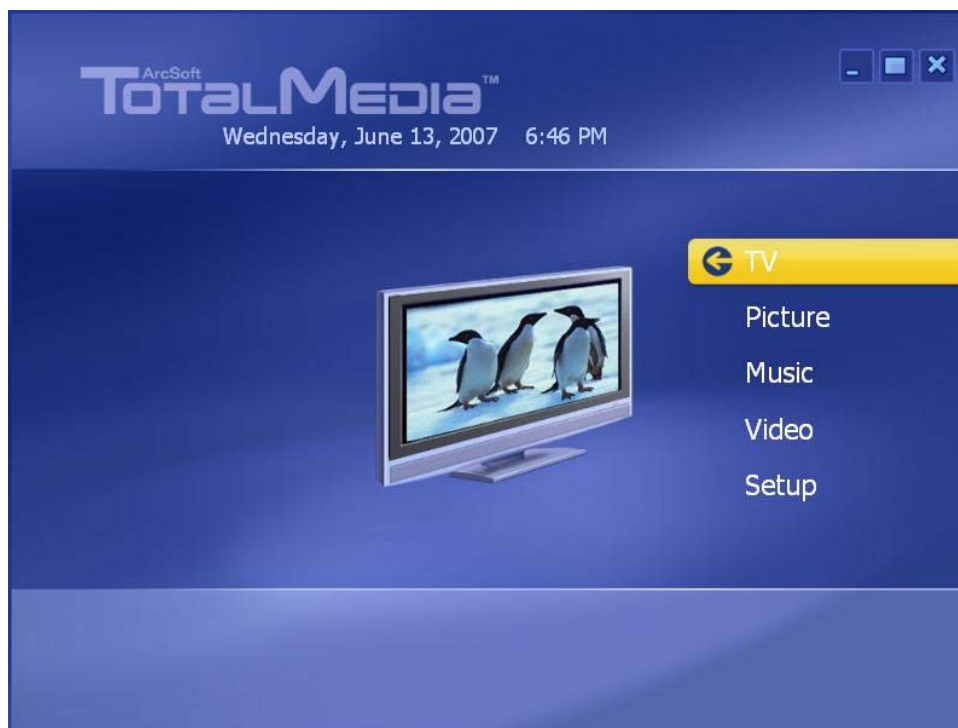 ArcSoft
TotalMedia™
Wednesday, June 13, 2007 6:46 PM
TV
Picture
Music
Video
Setup